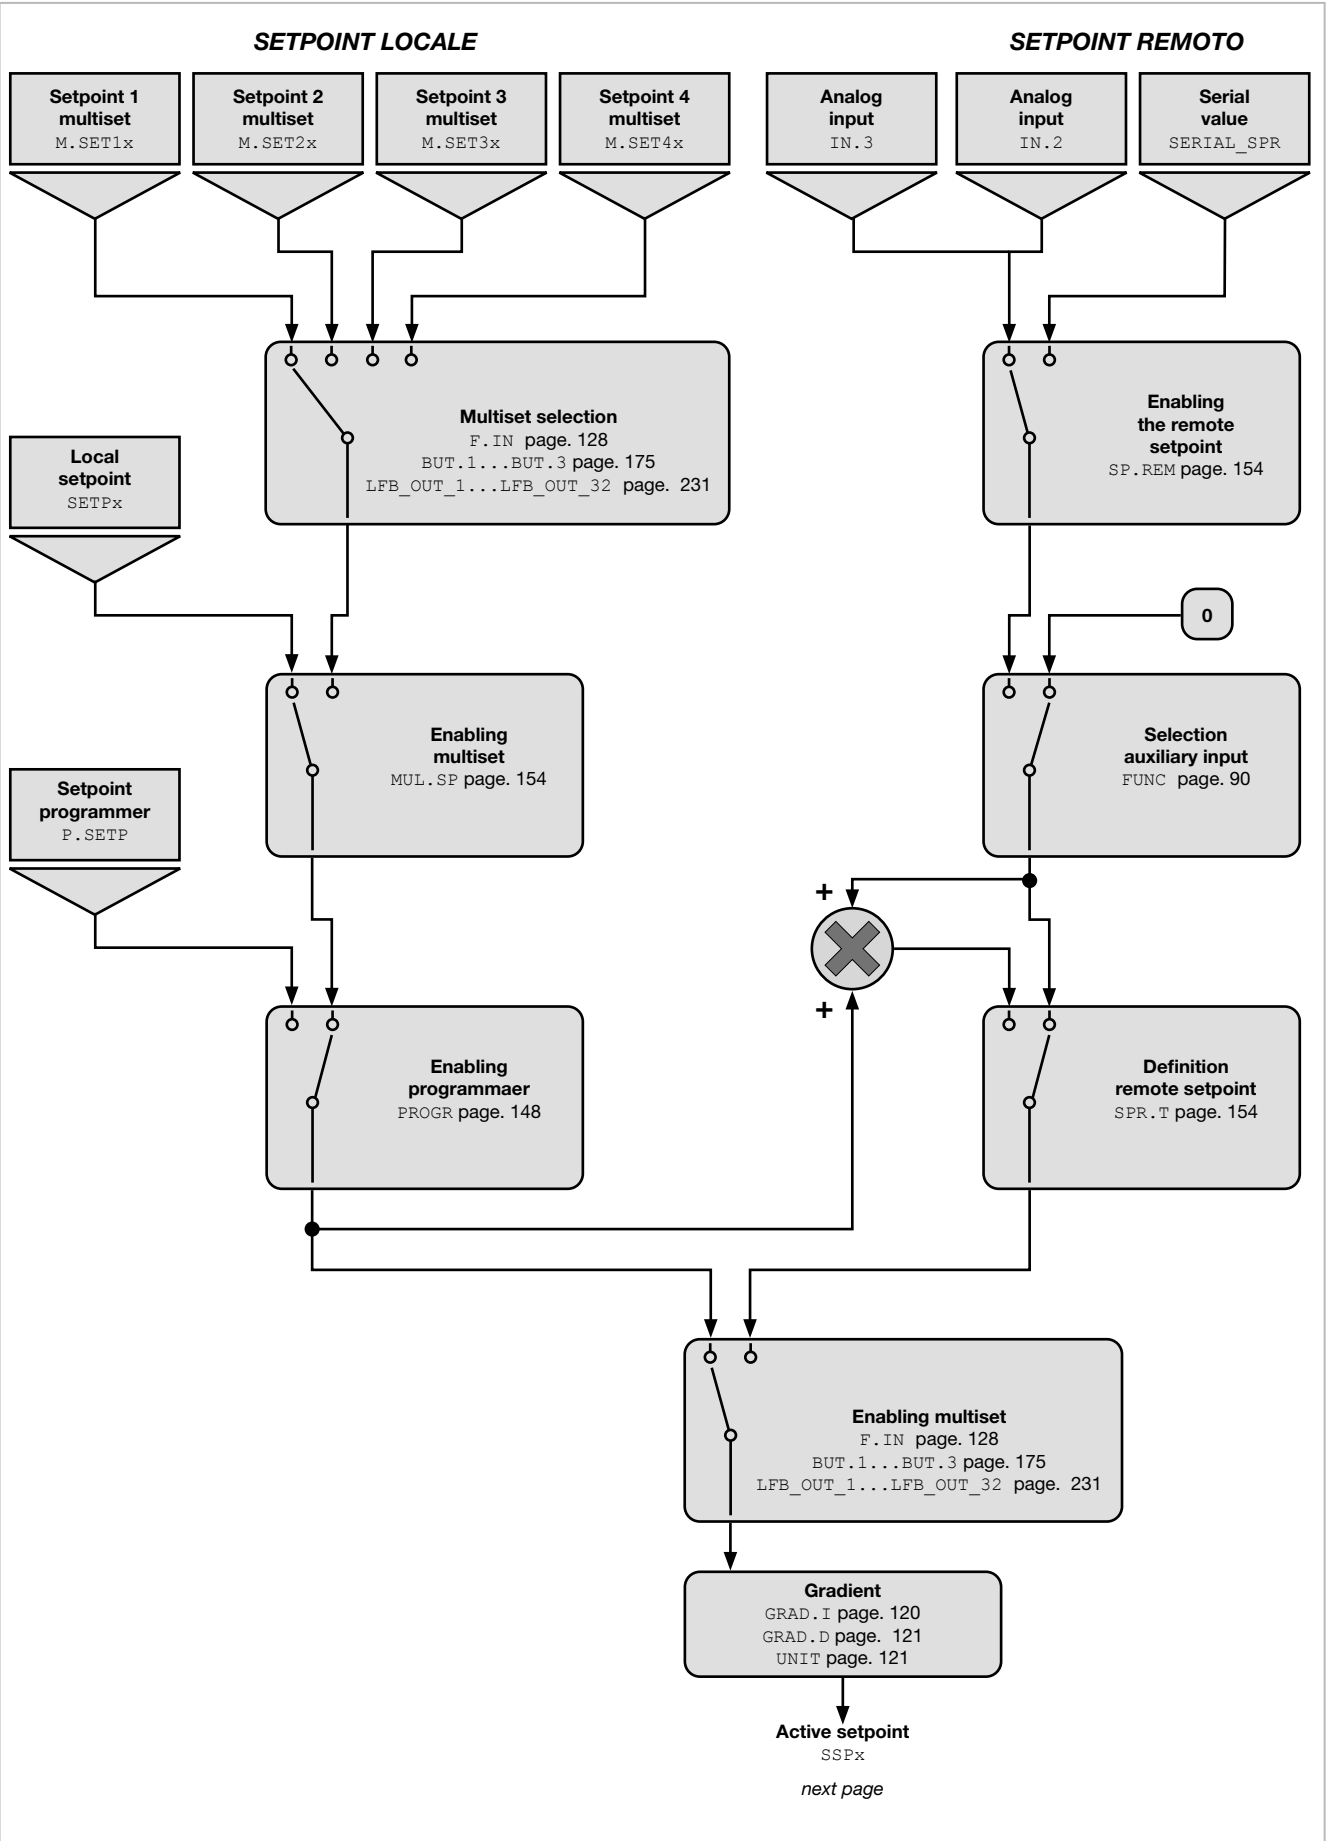 SETPOINT LOCALE
SETPOINT REMOTO
Setpoint 1
multiset
M.SET1x
Setpoint 2
multiset
M.SET2x
Setpoint 3
multiset
M.SET3x
Setpoint 4
multiset
M.SET4x
Analog
input
IN.3
Analog
input
IN.2
Serial
value
SERIAL_SPR
Multiset selection
F.IN page. 128
BUT.1...BUT.3 page. 175
LFB_OUT_1...LFB_OUT_32 page. 231
Enabling
the remote
setpoint
SP.REM page. 154
Local
setpoint
SETPx
0
Enabling
multiset
MUL.SP page. 154
Selection
auxiliary input
FUNC page. 90
Setpoint
programmer
P.SETP
+
+
Enabling
programmaer
PROGR page. 148
Definition
remote setpoint
SPR.T page. 154
Enabling multiset
F.IN page. 128
BUT.1...BUT.3 page. 175
LFB_OUT_1...LFB_OUT_32 page. 231
Gradient
GRAD.I page. 120
GRAD.D page. 121
UNIT page. 121
Active setpoint
SSPx
next page